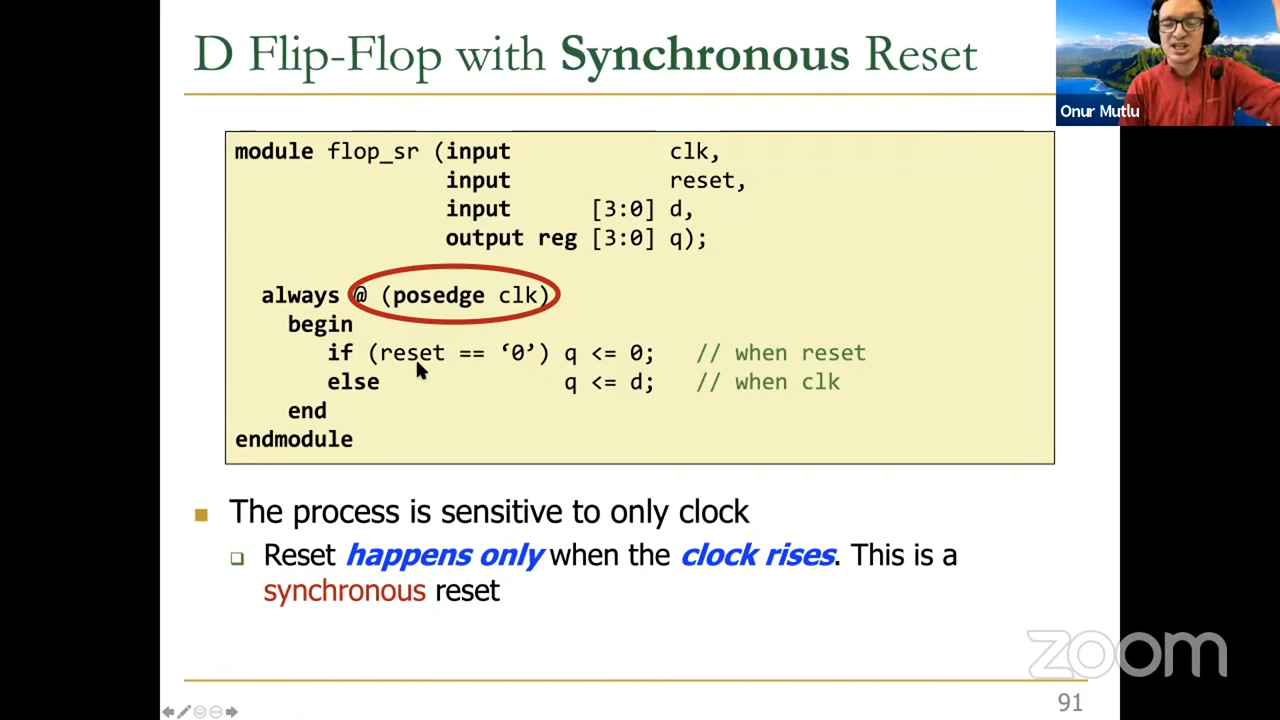 D Flip-Flop with Synchronous Reset
Onur Mutlu
module flop_sr (input clk,
input reset,
input [3:0] d,
output reg [3:0] q);
always @ (posedge clk)
begin
if (reset == ‘0’) q <= 0; // when reset
else q <= d; // when clk
end
endmodule
The process is sensitive to only clock
Reset happens only when the clock rises. This is a
synchronous reset
zoom
91